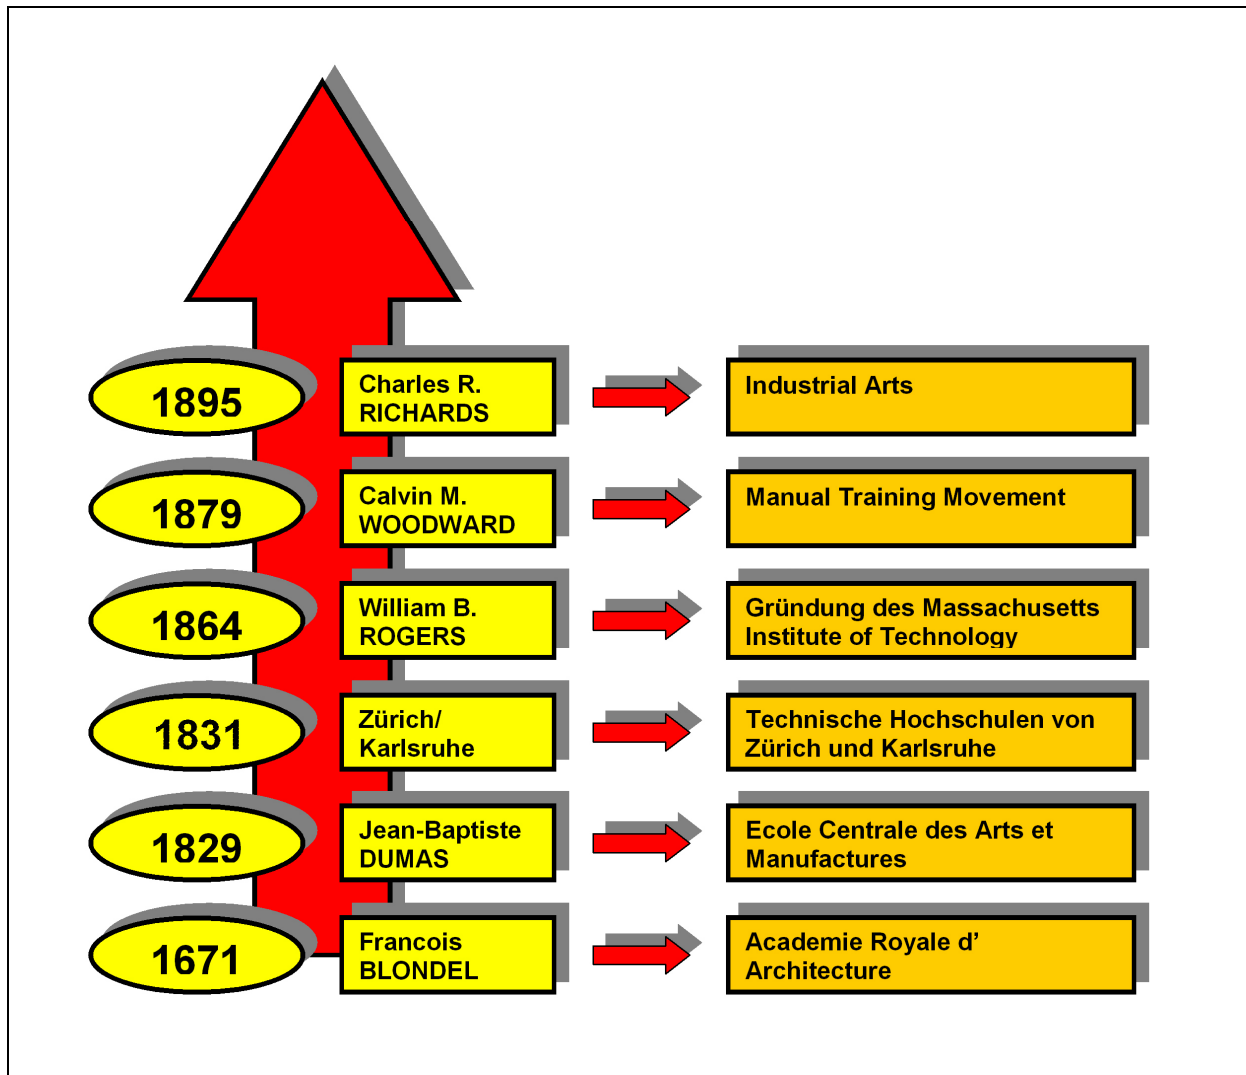 1895
Charles R.
RICHARDS
Industrial Arts
1879
Calvin M.
WOODWARD
Manual Training Movement
1864
William B.
ROGERS
Gründung des Massachusetts
Institute of Technology
1831
Zürich/
Karlsruhe
Technische Hochschulen von
Zürich und Karlsruhe
1829
Jean-Baptiste
DUMAS
Ecole Centrale des Arts et
Manufactures
1671
Francois
BLONDEL
Academie Royale d’
Architecture